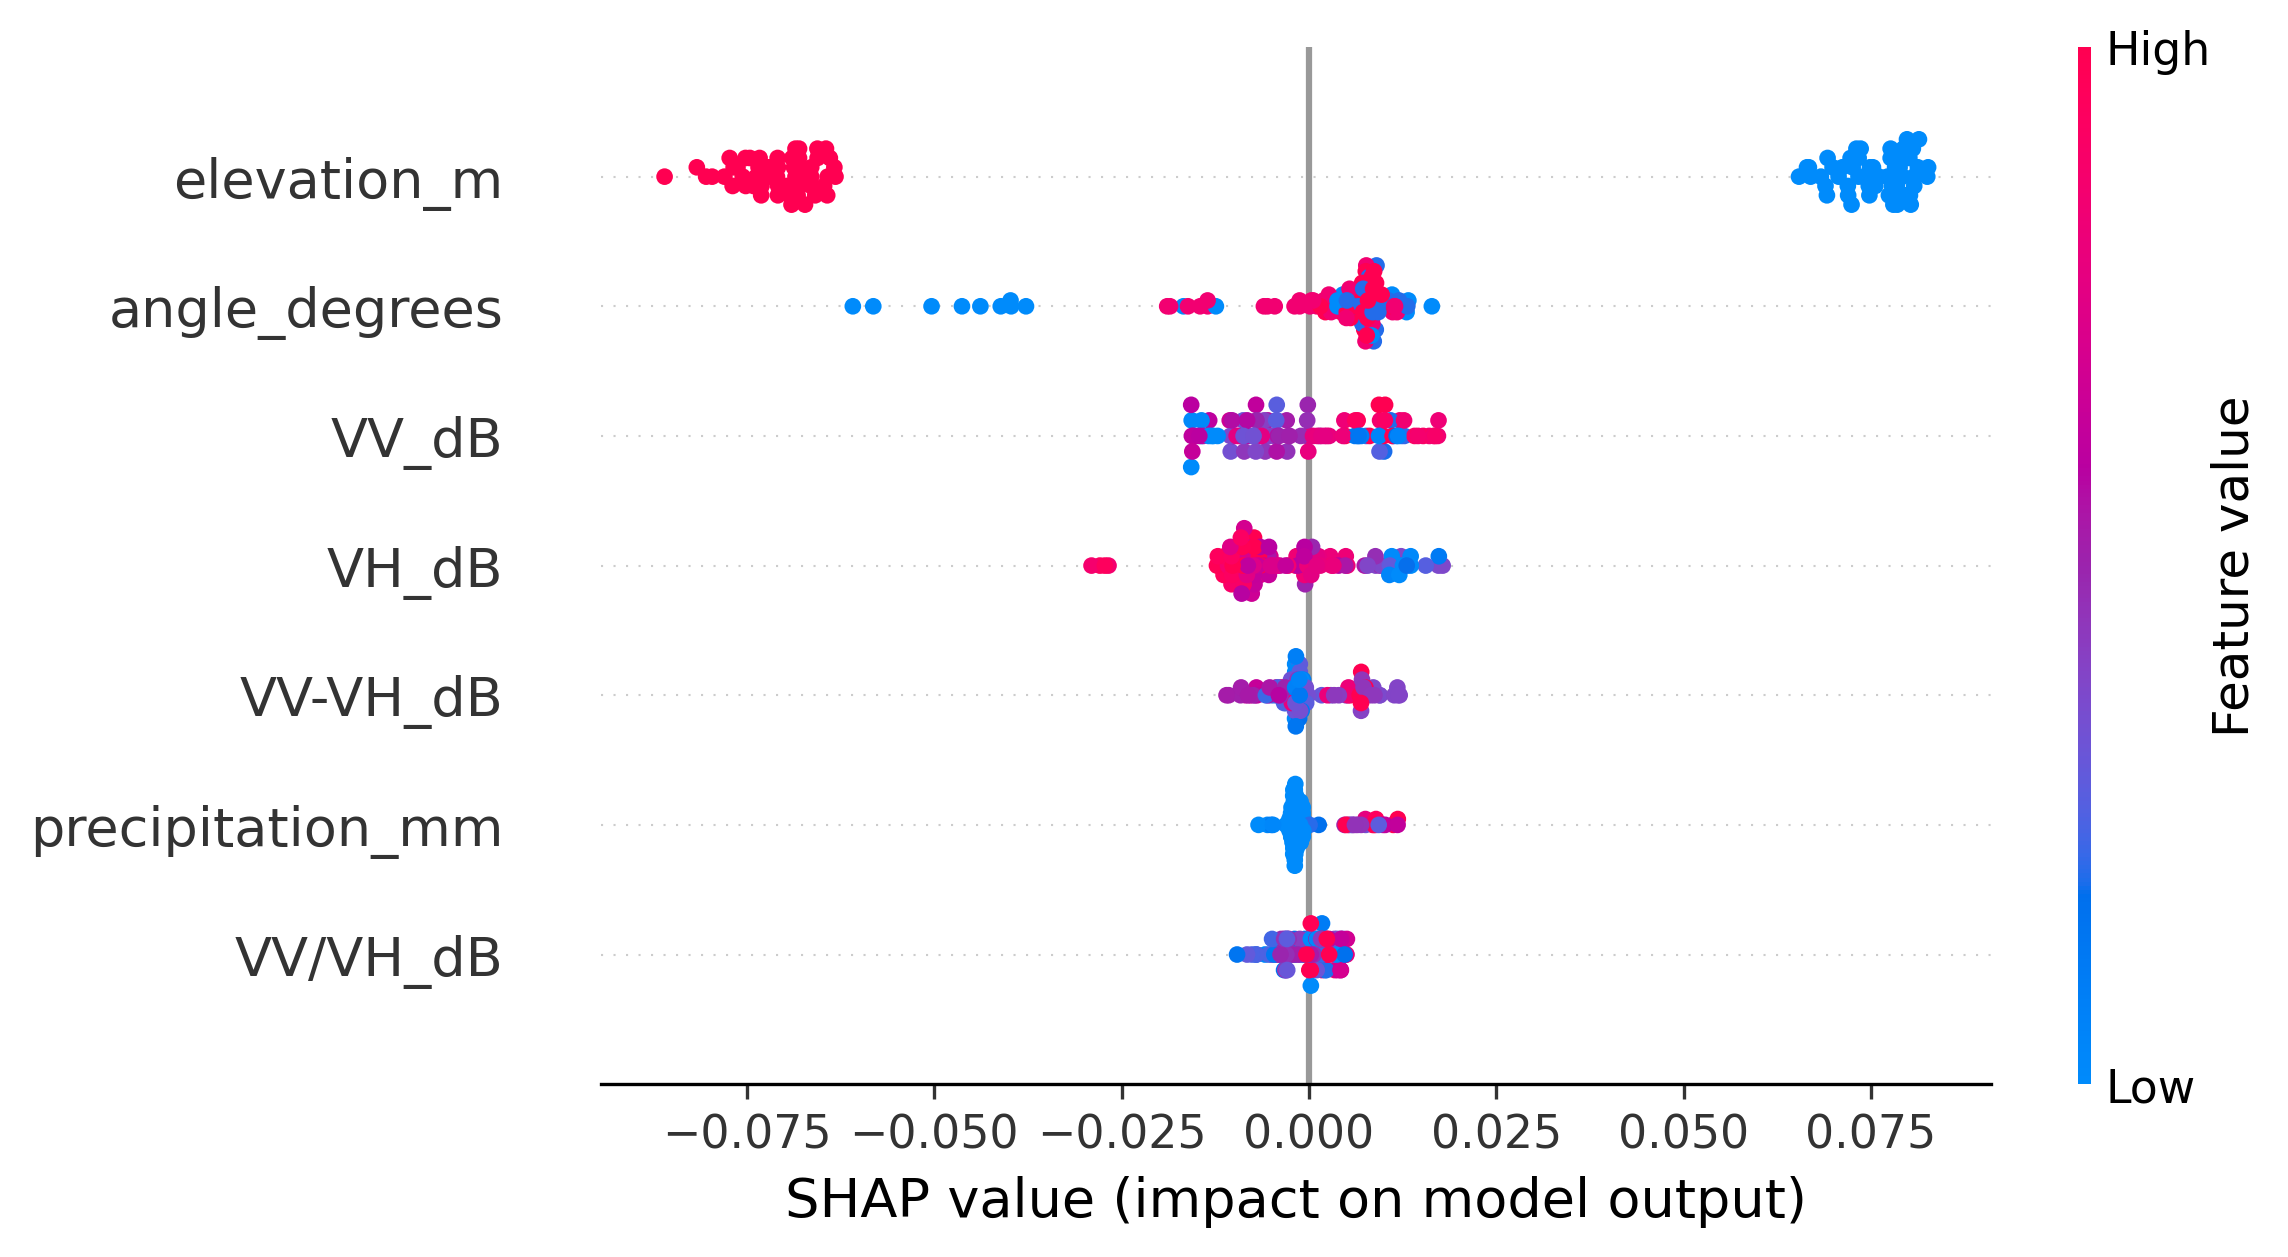 High
elevation_m
angle_degrees
VV_dB
VH_dB
VV-VH_dB
precipitation_mm
VV/VH_dB
Feature value
Low
−0.075 −0.050 −0.025 0.000 0.025 0.050 0.075
SHAP value (impact on model output)